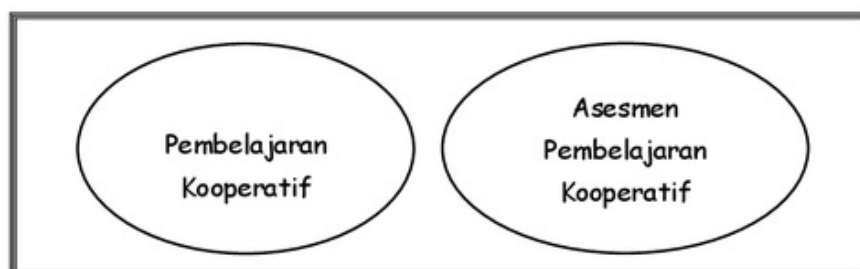 Pembelajaran
Kooperatif
Asesmen
Pembelajaran
Kooperatif